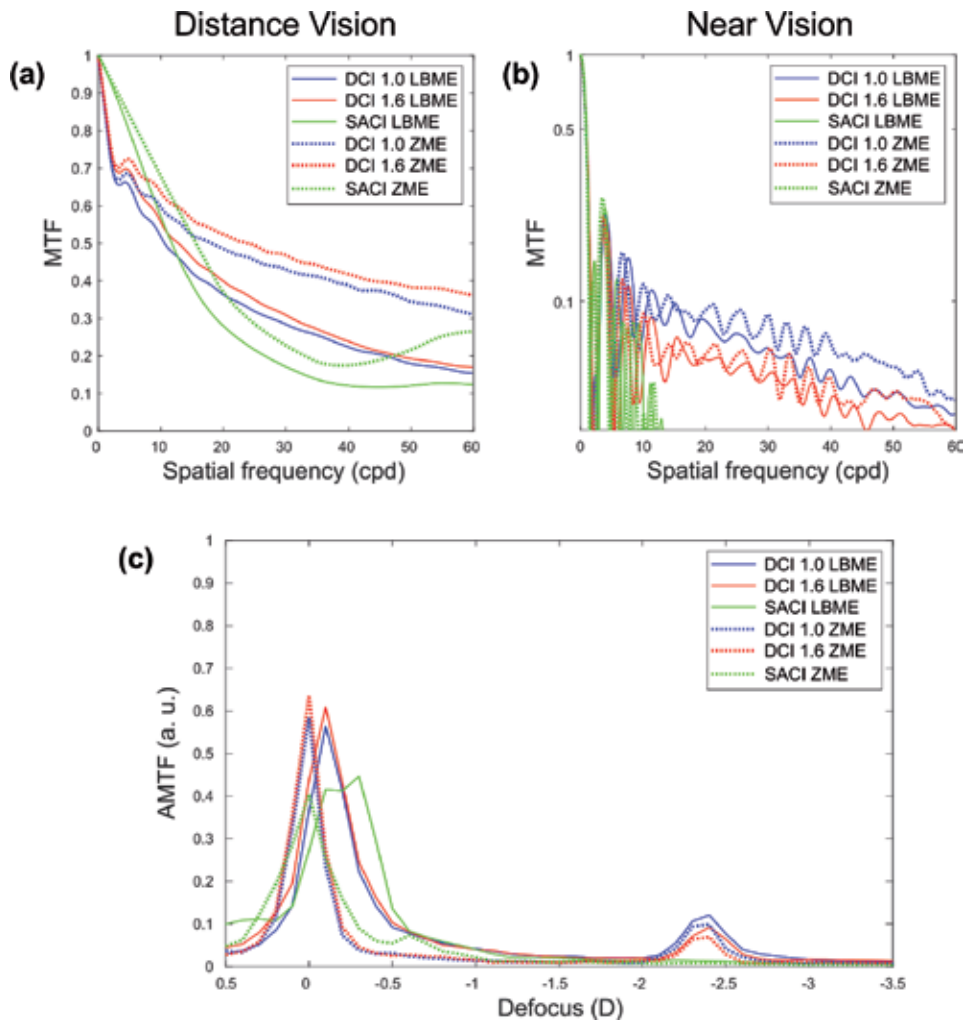 Distance Vision
Near Vision
(a)
1
0.9
0.8
0.7
0.6
0.5
0.4
0.3
0.2
0.1
0
MTF
DCI 1.0 LBME
DCI 1.6 LBME
SACI LBME
DCI 1.0 ZME
DCI 1.6 ZME
SACI ZME
0 10 20 30 40 50 60
Spatial frequency (cpd)
(b)
1
0.5
0.1
MTF
DCI 1.0 LBME
DCI 1.6 LBME
SACI LBME
DCI 1.0 ZME
DCI 1.6 ZME
SACI ZME
0 10 20 30 40 50 60
Spatial frequency (cpd)
(c)
1
0.9
0.8
0.7
0.6
0.5
0.4
0.3
0.2
0.1
0
AMTF (a. u.)
DCI 1.0 LBME
DCI 1.6 LBME
SACI LBME
DCI 1.0 ZME
DCI 1.6 ZME
SACI ZME
0.5 0 -0.5 -1 -1.5 -2 -2.5 -3 -3.5
Defocus (D)